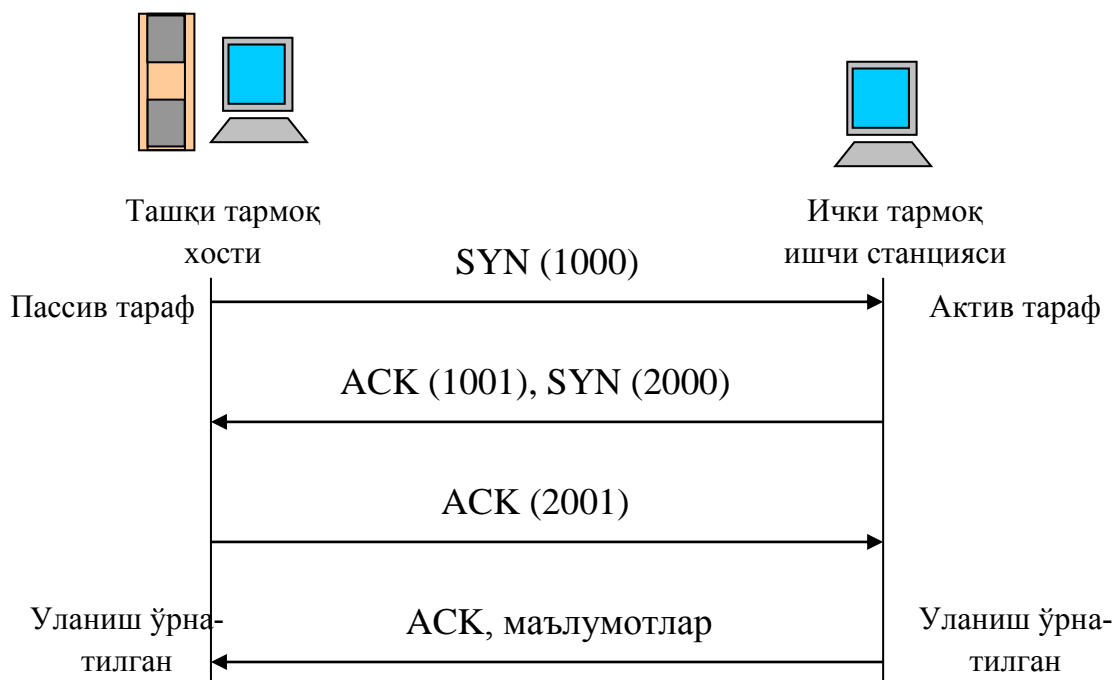 Ташқи тармоқ
хости
Ички тармоқ
ишчи станцияси
SYN (1000)
Пассив тараф
Актив тараф
ACK (1001), SYN (2000)
ACK (2001)
Уланиш ўрна-
тилган
ACK, маълумотлар
Уланиш ўрна-
тилган